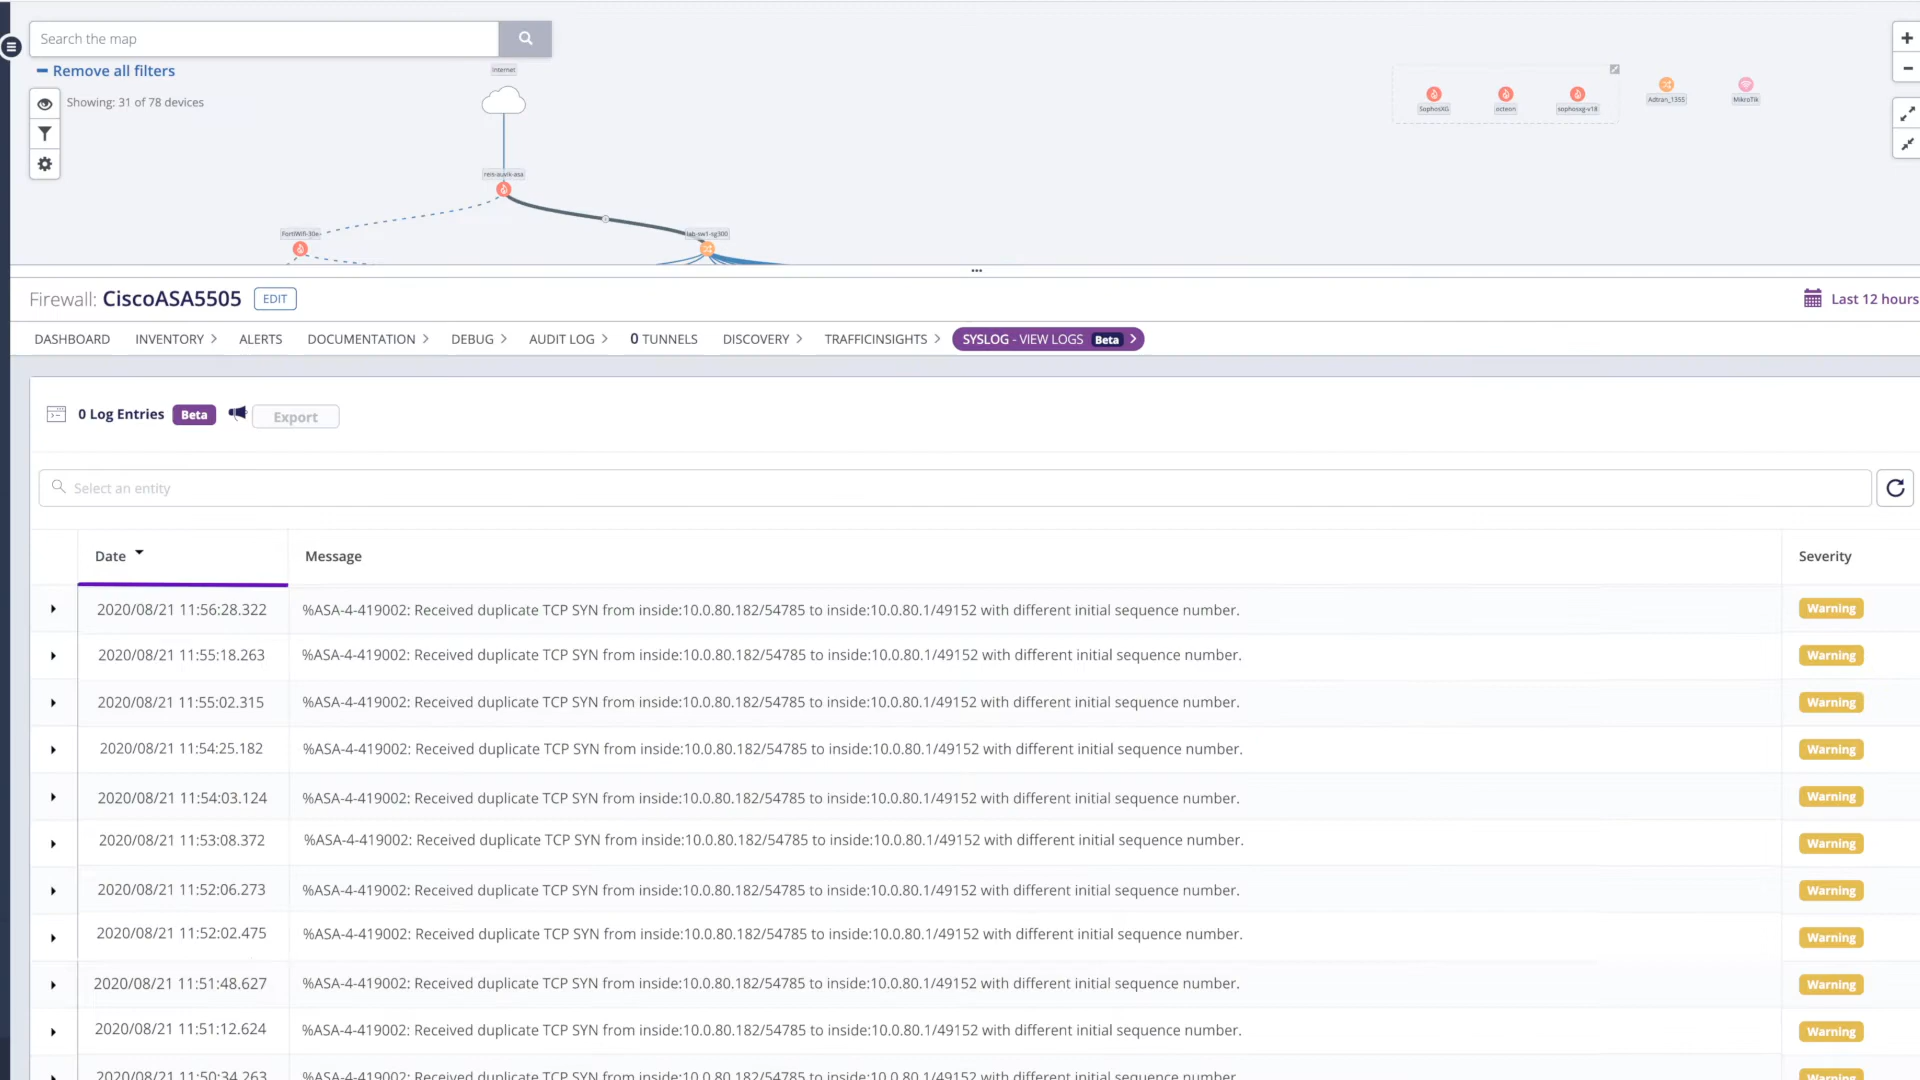 Search the map
Remove all filters
Showing: 31 of 78 devices
Internet
reis-auvik-asa
FortiWifi-30e
lab-sw1-sg300
SophosXG
octeon
sophosxg-v18
Adtran_1355
MikroTik
Firewall: CiscoASA5505 EDIT
Last 12 hours
DASHBOARD INVENTORY ALERTS DOCUMENTATION DEBUG AUDIT LOG 0 TUNNELS DISCOVERY TRAFFICINSIGHTS SYSLOG - VIEW LOGS Beta
0 Log Entries Beta Export
Select an entity
Date Message Severity
2020/08/21 11:56:28.322 %ASA-4-419002: Received duplicate TCP SYN from inside:10.0.80.182/54785 to inside:10.0.80.1/49152 with different initial sequence number. Warning
2020/08/21 11:55:18.263 %ASA-4-419002: Received duplicate TCP SYN from inside:10.0.80.182/54785 to inside:10.0.80.1/49152 with different initial sequence number. Warning
2020/08/21 11:55:02.315 %ASA-4-419002: Received duplicate TCP SYN from inside:10.0.80.182/54785 to inside:10.0.80.1/49152 with different initial sequence number. Warning
2020/08/21 11:54:25.182 %ASA-4-419002: Received duplicate TCP SYN from inside:10.0.80.182/54785 to inside:10.0.80.1/49152 with different initial sequence number. Warning
2020/08/21 11:54:03.124 %ASA-4-419002: Received duplicate TCP SYN from inside:10.0.80.182/54785 to inside:10.0.80.1/49152 with different initial sequence number. Warning
2020/08/21 11:53:08.372 %ASA-4-419002: Received duplicate TCP SYN from inside:10.0.80.182/54785 to inside:10.0.80.1/49152 with different initial sequence number. Warning
2020/08/21 11:52:06.273 %ASA-4-419002: Received duplicate TCP SYN from inside:10.0.80.182/54785 to inside:10.0.80.1/49152 with different initial sequence number. Warning
2020/08/21 11:52:02.475 %ASA-4-419002: Received duplicate TCP SYN from inside:10.0.80.182/54785 to inside:10.0.80.1/49152 with different initial sequence number. Warning
2020/08/21 11:51:48.627 %ASA-4-419002: Received duplicate TCP SYN from inside:10.0.80.182/54785 to inside:10.0.80.1/49152 with different initial sequence number. Warning
2020/08/21 11:51:12.624 %ASA-4-419002: Received duplicate TCP SYN from inside:10.0.80.182/54785 to inside:10.0.80.1/49152 with different initial sequence number. Warning
2020/08/21 11:50:34.263 %ASA-4-419002: Received duplicate TCP SYN from inside:10.0.80.182/54785 to inside:10.0.80.1/49152 with different initial sequence number. Warning